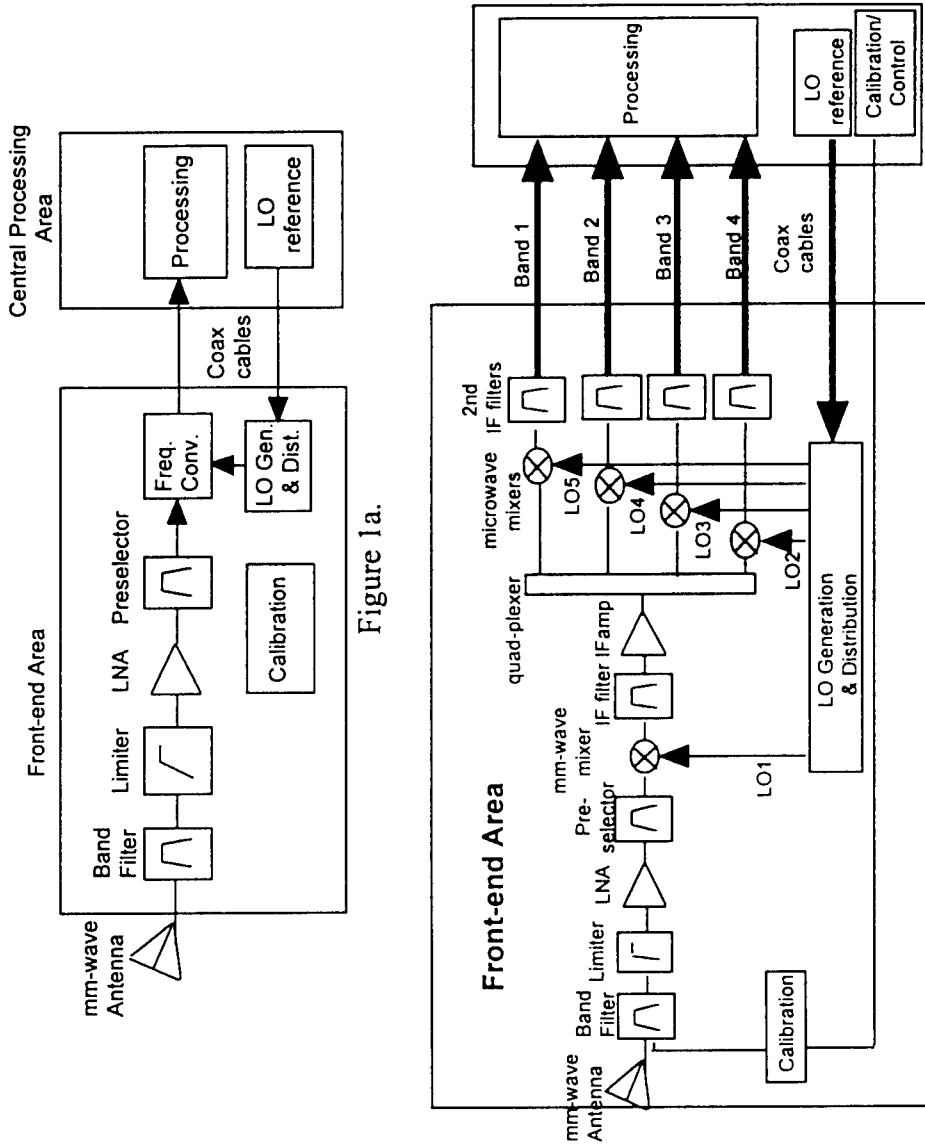 Central Processing
Area
Front-end Area
mm-wave
Antenna
Band
Filter
Limiter
LNA
Preselector
Freq.
Conv.
Coax
cables
Processing
LO Gen.
& Dist.
LO
reference
Calibration
Figure 1a.
Front-end Area
mm-wave
Antenna
Band
Filter
Limiter
LNA
Pre-
selector
mm-wave
mixer
IF filter
IFamp
quad-plexer
microwave
mixers
2nd
IF filters
Band 1
Band 2
Band 3
Band 4
Processing
LO5
LO4
LO3
LO2
LO1
Coax
cables
LO
reference
Calibration/
Control
LO Generation
& Distribution
Calibration